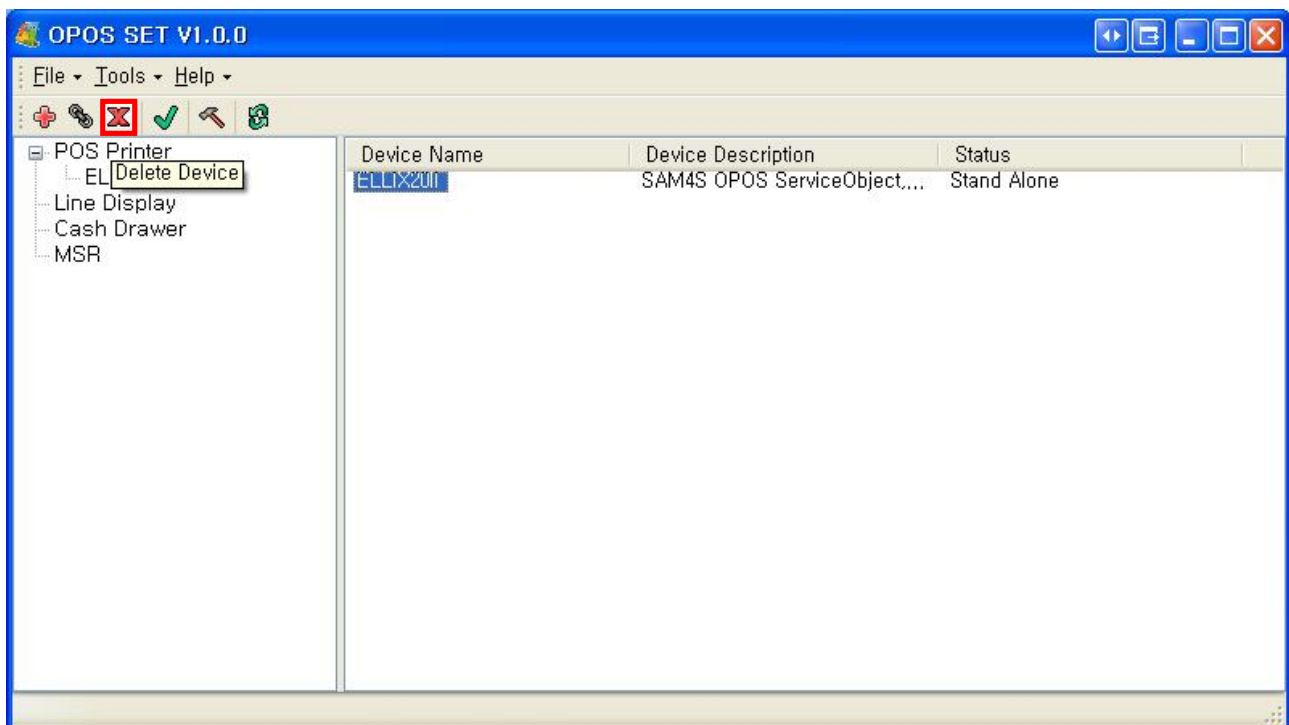 OPOS SET V1.0.0
File Tools Help
POS Printer
EL
Delete Device
Line Display
Cash Drawer
MSR
Device Name Device Description Status
SAM4S OPOS ServiceObject,... Stand Alone